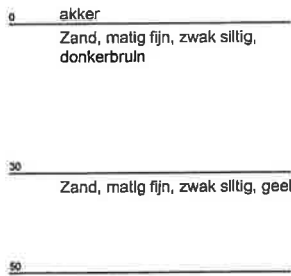 0 akker
Zand, matig fijn, zwak siltig,
donkerbruin
30
Zand, matig fijn, zwak siltig, geel
50